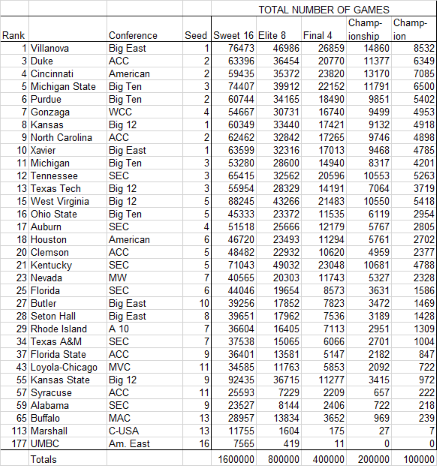 TOTAL NUMBER OF GAMES
Champ- Champ-
Rank Conference Seed Sweet 16 Elite 8 Final 4 ionship ion
1 Villanova Big East 1 76473 46986 26859 14860 8532
3 Duke ACC 2 63396 36454 20770 11377 6349
4 Cincinnati American 2 59435 35372 23820 13170 7085
5 Michigan State Big Ten 3 74407 39912 22152 11791 6500
6 Purdue Big Ten 2 60744 34165 18490 9851 5402
7 Gonzaga WCC 4 54667 30731 16740 9499 4953
8 Kansas Big 12 1 60349 33440 17421 9132 4918
9 North Carolina ACC 2 62462 32842 17265 9746 4898
10 Xavier Big East 1 63599 32316 17013 9468 4785
11 Michigan Big Ten 3 53280 28600 14940 8317 4201
12 Tennessee SEC 3 65415 32562 20596 10553 5263
13 Texas Tech Big 12 3 55954 28329 14191 7064 3719
15 West Virginia Big 12 5 88245 43266 21483 10550 5418
16 Ohio State Big Ten 5 45333 23372 11535 6119 2954
17 Auburn SEC 4 51518 25666 12179 5767 2805
18 Houston American 6 46720 23493 11294 5761 2702
20 Clemson ACC 5 48482 22932 10620 4959 2377
21 Kentucky SEC 5 71043 49032 23048 10681 4788
23 Nevada MW 7 40565 20303 11743 5327 2328
25 Florida SEC 6 44046 19654 8573 3631 1586
27 Butler Big East 10 39256 17852 7823 3472 1469
28 Seton Hall Big East 8 39651 17962 7536 3189 1428
29 Rhode Island A 10 7 36604 16405 7113 2951 1309
34 Texas A&M SEC 7 37538 15065 6066 2701 1004
37 Florida State ACC 9 36401 13581 5147 2182 847
43 Loyola-Chicago MVC 11 34585 11763 5853 2092 722
55 Kansas State Big 12 9 92435 36715 11277 3415 972
57 Syracuse ACC 11 25593 7229 2209 657 222
59 Alabama SEC 9 23527 8144 2406 722 218
65 Buffalo MAC 13 28957 13834 3652 969 239
113 Marshall C-USA 13 11755 1604 175 27 7
177 UMBC Am. East 16 7565 419 11 0 0
Totals 1600000 800000 400000 200000 100000